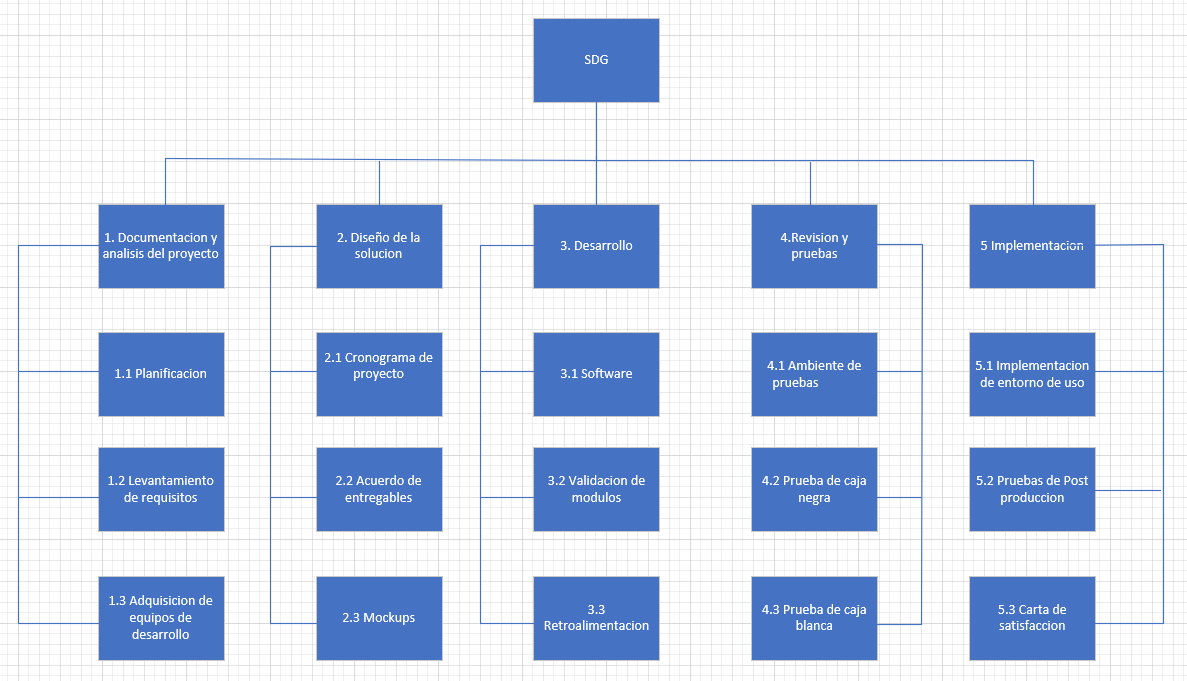 SDG
1. Documentacion y
analisis del proyecto
2. Diseño de la
solucion
3. Desarrollo
4.Revision y
pruebas
5 Implementacion
1.1 Planificacion
2.1 Cronograma de
proyecto
3.1 Software
4.1 Ambiente de
pruebas
5.1 Implementacion
de entorno de uso
1.2 Levantamiento
de requisitos
2.2 Acuerdo de
entregables
3.2 Validacion de
modulos
4.2 Prueba de caja
negra
5.2 Pruebas de Post
produccion
1.3 Adquisicion de
equipos de
desarrollo
2.3 Mockups
3.3
Retroalimentacion
4.3 Prueba de caja
blanca
5.3 Carta de
satisfaccion